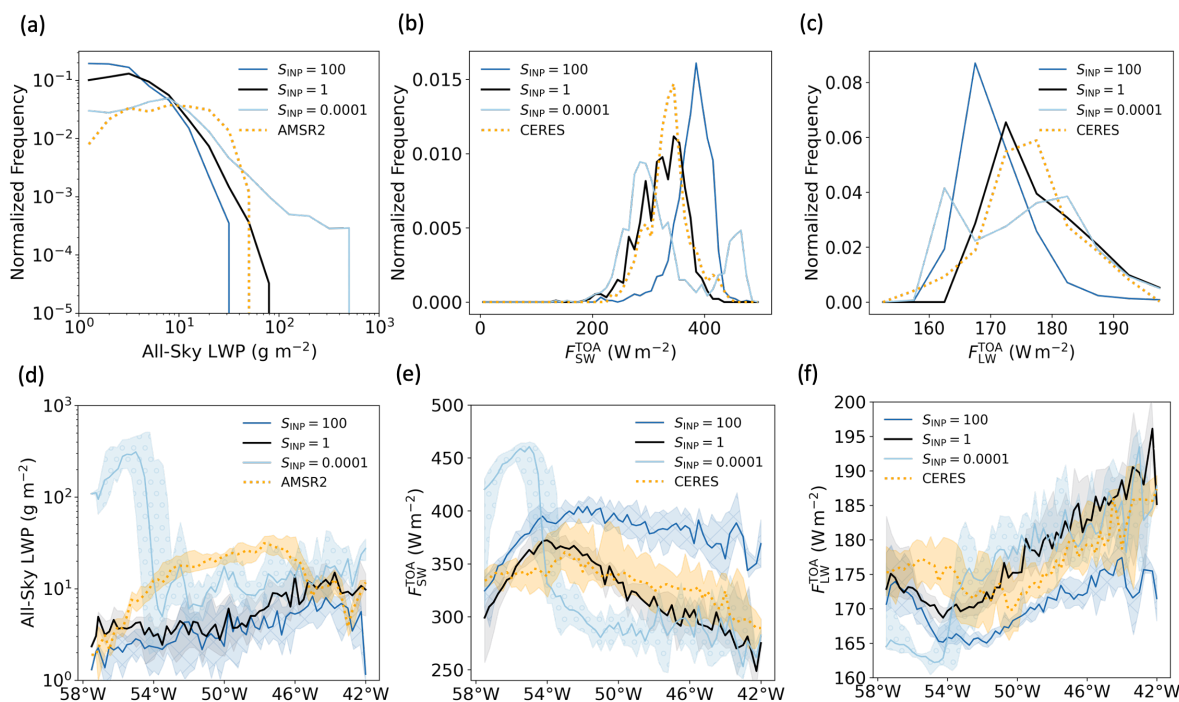 (a)
Normalized Frequency
10⁻¹
10⁻²
10⁻³
10⁻⁴
10⁻⁵
10⁰ 10¹ 10² 10³
All-Sky LWP (g m⁻²)
S_INP = 100
S_INP = 1
S_INP = 0.0001
AMSR2
(b)
Normalized Frequency
0.015
0.010
0.005
0.000
0 200 400
F_SW^TOA (W m⁻²)
S_INP = 100
S_INP = 1
S_INP = 0.0001
CERES
(c)
Normalized Frequency
0.08
0.06
0.04
0.02
0.00
160 170 180 190
F_LW^TOA (W m⁻²)
S_INP = 100
S_INP = 1
S_INP = 0.0001
CERES
(d)
All-Sky LWP (g m⁻²)
10³
10²
10¹
10⁰
58°W 54°W 50°W 46°W 42°W
S_INP = 100
S_INP = 1
S_INP = 0.0001
AMSR2
(e)
F_SW^TOA (W m⁻²)
500
450
400
350
300
250
58°W 54°W 50°W 46°W 42°W
S_INP = 100
S_INP = 1
S_INP = 0.0001
CERES
(f)
F_LW^TOA (W m⁻²)
200
195
190
185
180
175
170
165
160
58°W 54°W 50°W 46°W 42°W
S_INP = 100
S_INP = 1
S_INP = 0.0001
CERES